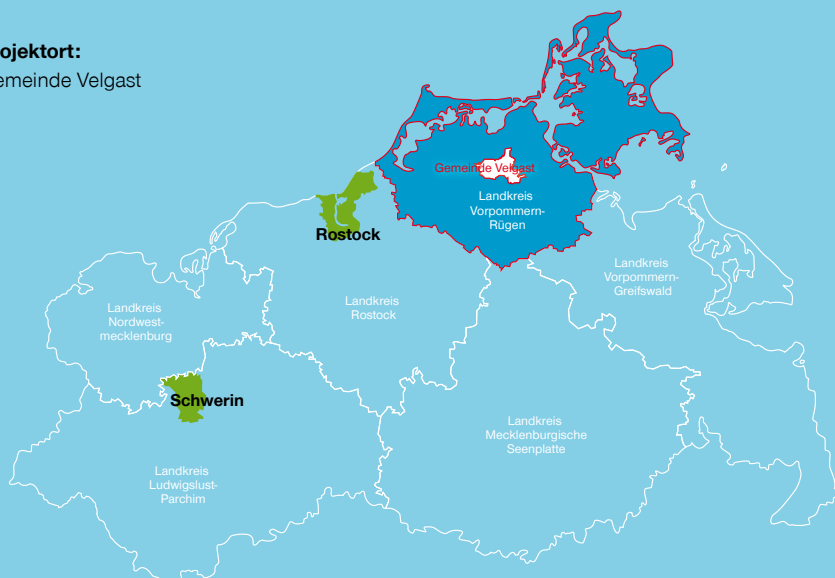 ojektort:
emeinde Velgast
Gemeinde Velgast
Landkreis
Vorpommern-
Rügen
Rostock
Landkreis
Vorpommern-
Greifswald
Landkreis
Nordwest-
mecklenburg
Landkreis
Rostock
Schwerin
Landkreis
Mecklenburgische
Seenplatte
Landkreis
Ludwigslust-
Parchim